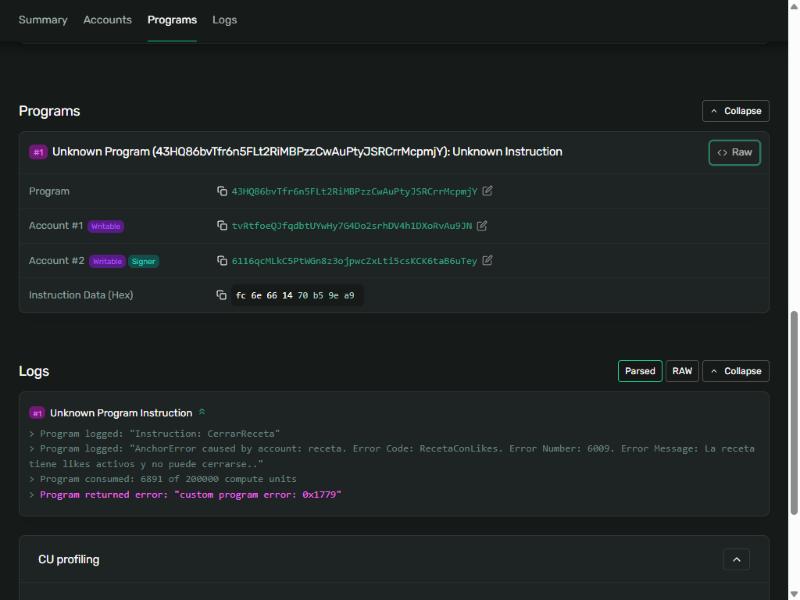 Summary Accounts Programs Logs
Programs
Collapse
#1 Unknown Program (43HQ86bvTfr6n5FLt2RiMBPzzCwAuPtyJSRCrrMcpmjY): Unknown Instruction
<> Raw
Program 43HQ86bvTfr6n5FLt2RiMBPzzCwAuPtyJSRCrrMcpmjY
Account #1 Writable tvRtfoeQJfqdbtUYwHy7G4Do2srhDV4h1DXoRvAu9JN
Account #2 Writable Signer 6116qcMLkC5PtWGn8z3ojpwcZxLti5csKCK6taB6uTey
Instruction Data (Hex) fc 6e 66 14 70 b5 9e a9
Logs
Parsed RAW Collapse
#1 Unknown Program Instruction
> Program logged: "Instruction: CerrarReceta"
> Program logged: "AnchorError caused by account: receta. Error Code: RecetaConLikes. Error Number: 6009. Error Message: La receta
tiene likes activos y no puede cerrarse.."
> Program consumed: 6891 of 200000 compute units
> Program returned error: "custom program error: 0x1779"
CU profiling